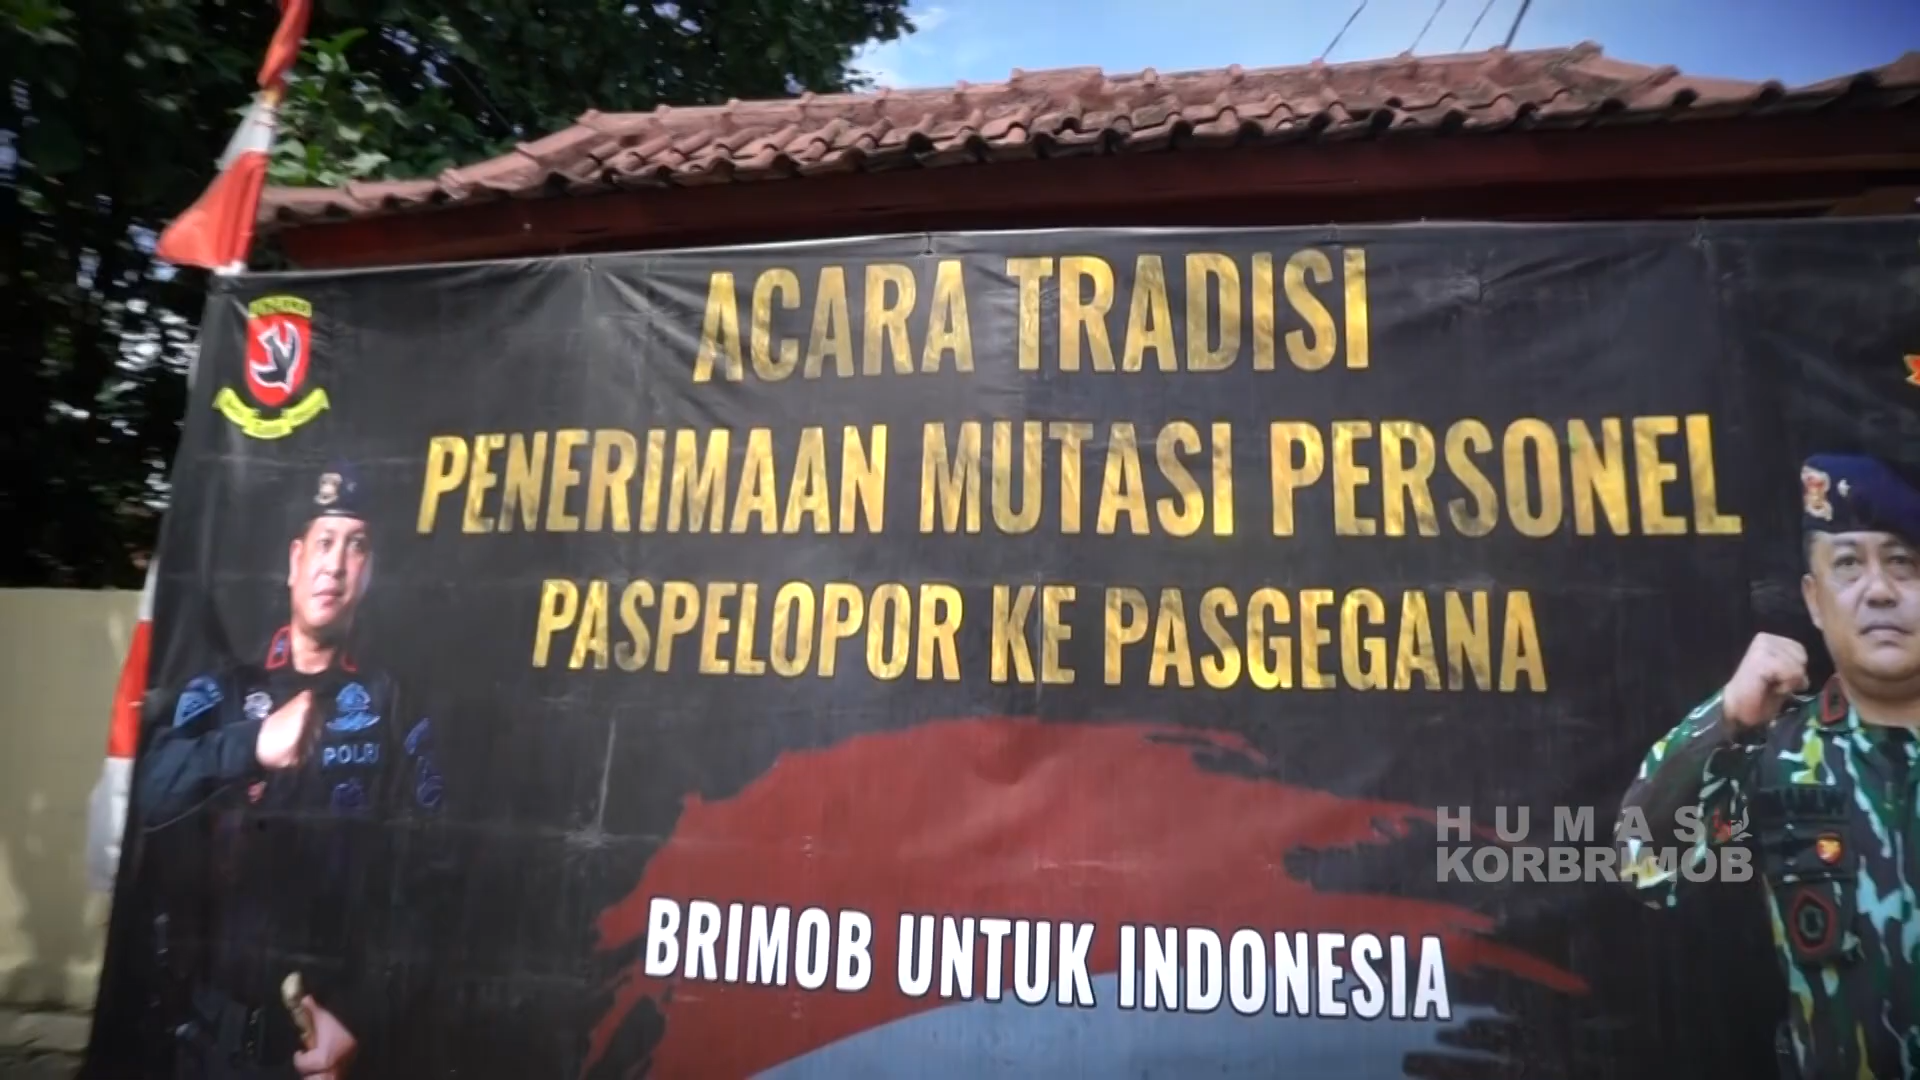 ACARA TRADISI
PENERIMAAN MUTASI PERSONEL
PASPELOPOR KE PASGEGANA
POLRI
HUMAS
KORBRIMOB
BRIMOB UNTUK INDONESIA